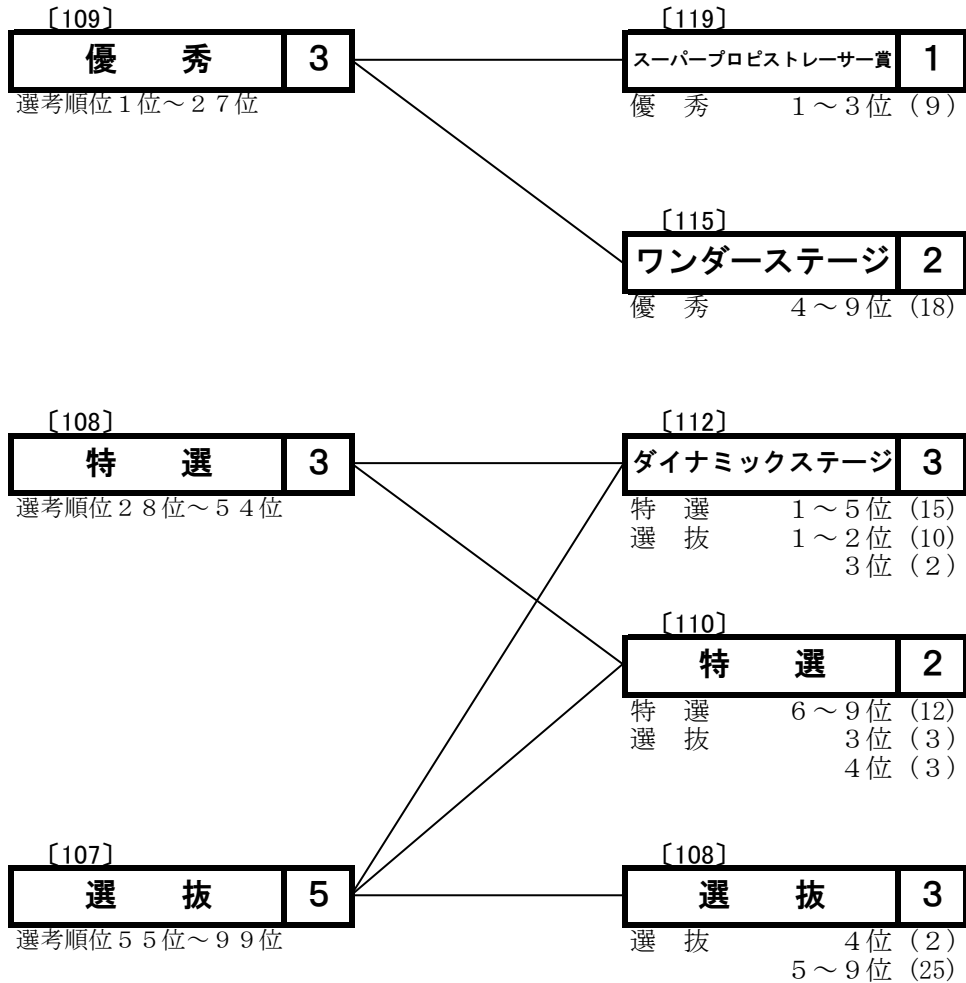 〔109〕
優　秀 3
選考順位１位～２７位
〔119〕
スーパープロピストレーサー賞 1
優　秀　１～３位（９）
〔115〕
ワンダーステージ 2
優　秀　４～９位（18）
〔108〕
特　選 3
選考順位２８位～５４位
〔112〕
ダイナミックステージ 3
特　選　１～５位（15）
選　抜　１～２位（10）
３位（２）
〔110〕
特　選 2
特　選　６～９位（12）
選　抜　３位（３）
４位（３）
〔107〕
選　抜 5
選考順位５５位～９９位
〔108〕
選　抜 3
選　抜　４位（２）
５～９位（25）